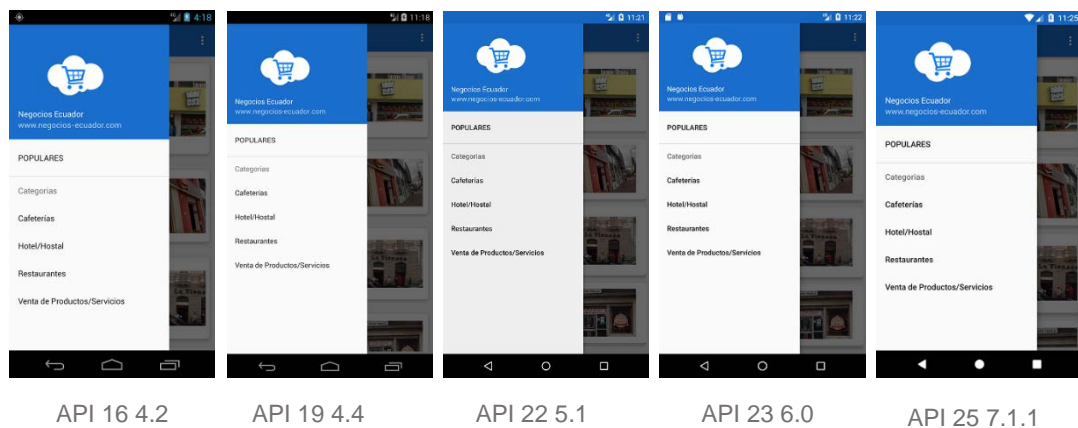 4:18
Negocios Ecuador
www.negocios-ecuador.com
POPULARES
Categorias
Cafeterías
Hotel/Hostal
Restaurantes
Venta de Productos/Servicios
API 16 4.2
11:18
Negocios Ecuador
www.negocios-ecuador.com
POPULARES
Categorias
Cafeterías
Hotel/Hostal
Restaurantes
Venta de Productos/Servicios
API 19 4.4
11:21
Negocios Ecuador
www.negocios-ecuador.com
POPULARES
Categorias
Cafeterías
Hotel/Hostal
Restaurantes
Venta de Productos/Servicios
API 22 5.1
11:22
Negocios Ecuador
www.negocios-ecuador.com
POPULARES
Categorias
Cafeterías
Hotel/Hostal
Restaurantes
Venta de Productos/Servicios
API 23 6.0
11:25
Negocios Ecuador
www.negocios-ecuador.com
POPULARES
Categorias
Cafeterías
Hotel/Hostal
Restaurantes
Venta de Productos/Servicios
API 25 7.1.1